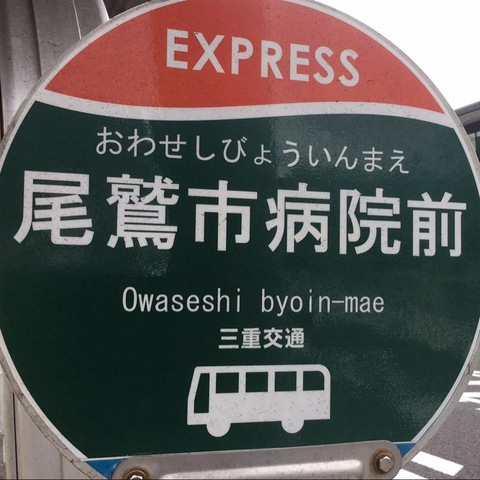 EXPRESS
おわせしびょういんまえ
尾鷲市病院前
Owaseshi byoin-mae
三重交通